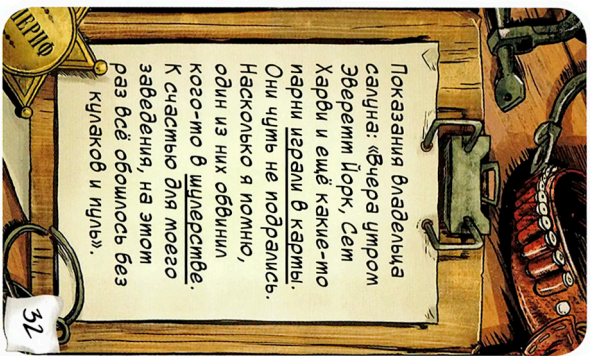 ШЕРИФ
Показания владельца
салуна: «Вчера утром
Эверетт Йорк, Сет
Харви и ещё какие-то
парни играли в карты.
Они чуть не подрались.
Насколько я помню,
один из них обвинил
кого-то в шулерстве.
К счастью для моего
заведения, на этот
раз всё обошлось без
кулаков и пуль».
32